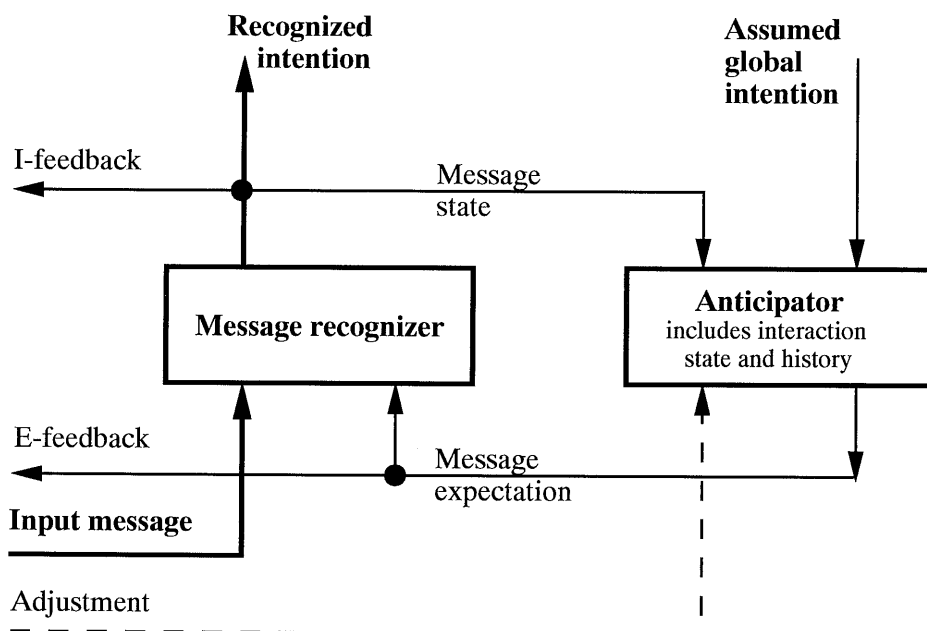 Recognized
intention
Assumed
global
intention
I-feedback
Message
state
Message recognizer
Anticipator
includes interaction
state and history
E-feedback
Message
expectation
Input message
Adjustment